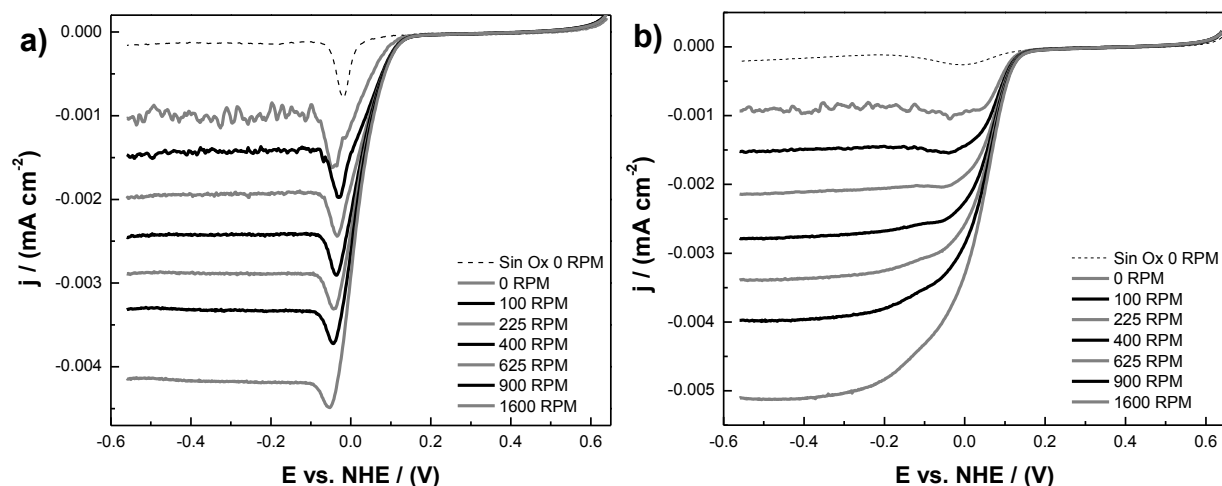 a)
0.000
-0.001
-0.002
-0.003
-0.004
j / (mA cm-2)
-0.6 -0.4 -0.2 0.0 0.2 0.4 0.6
E vs. NHE / (V)
Sin Ox 0 RPM
0 RPM
100 RPM
225 RPM
400 RPM
625 RPM
900 RPM
1600 RPM
b)
0.000
-0.001
-0.002
-0.003
-0.004
-0.005
j / (mA cm-2)
-0.6 -0.4 -0.2 0.0 0.2 0.4 0.6
E vs. NHE / (V)
Sin Ox 0 RPM
0 RPM
100 RPM
225 RPM
400 RPM
625 RPM
900 RPM
1600 RPM